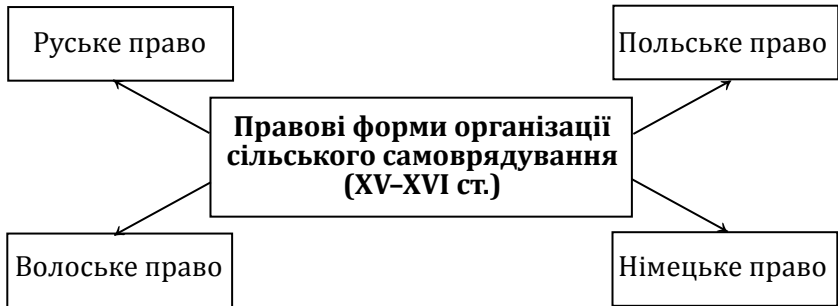 Руське право
Польське право
Правові форми організації
сільського самоврядування
(XV–XVI ст.)
Волоське право
Німецьке право